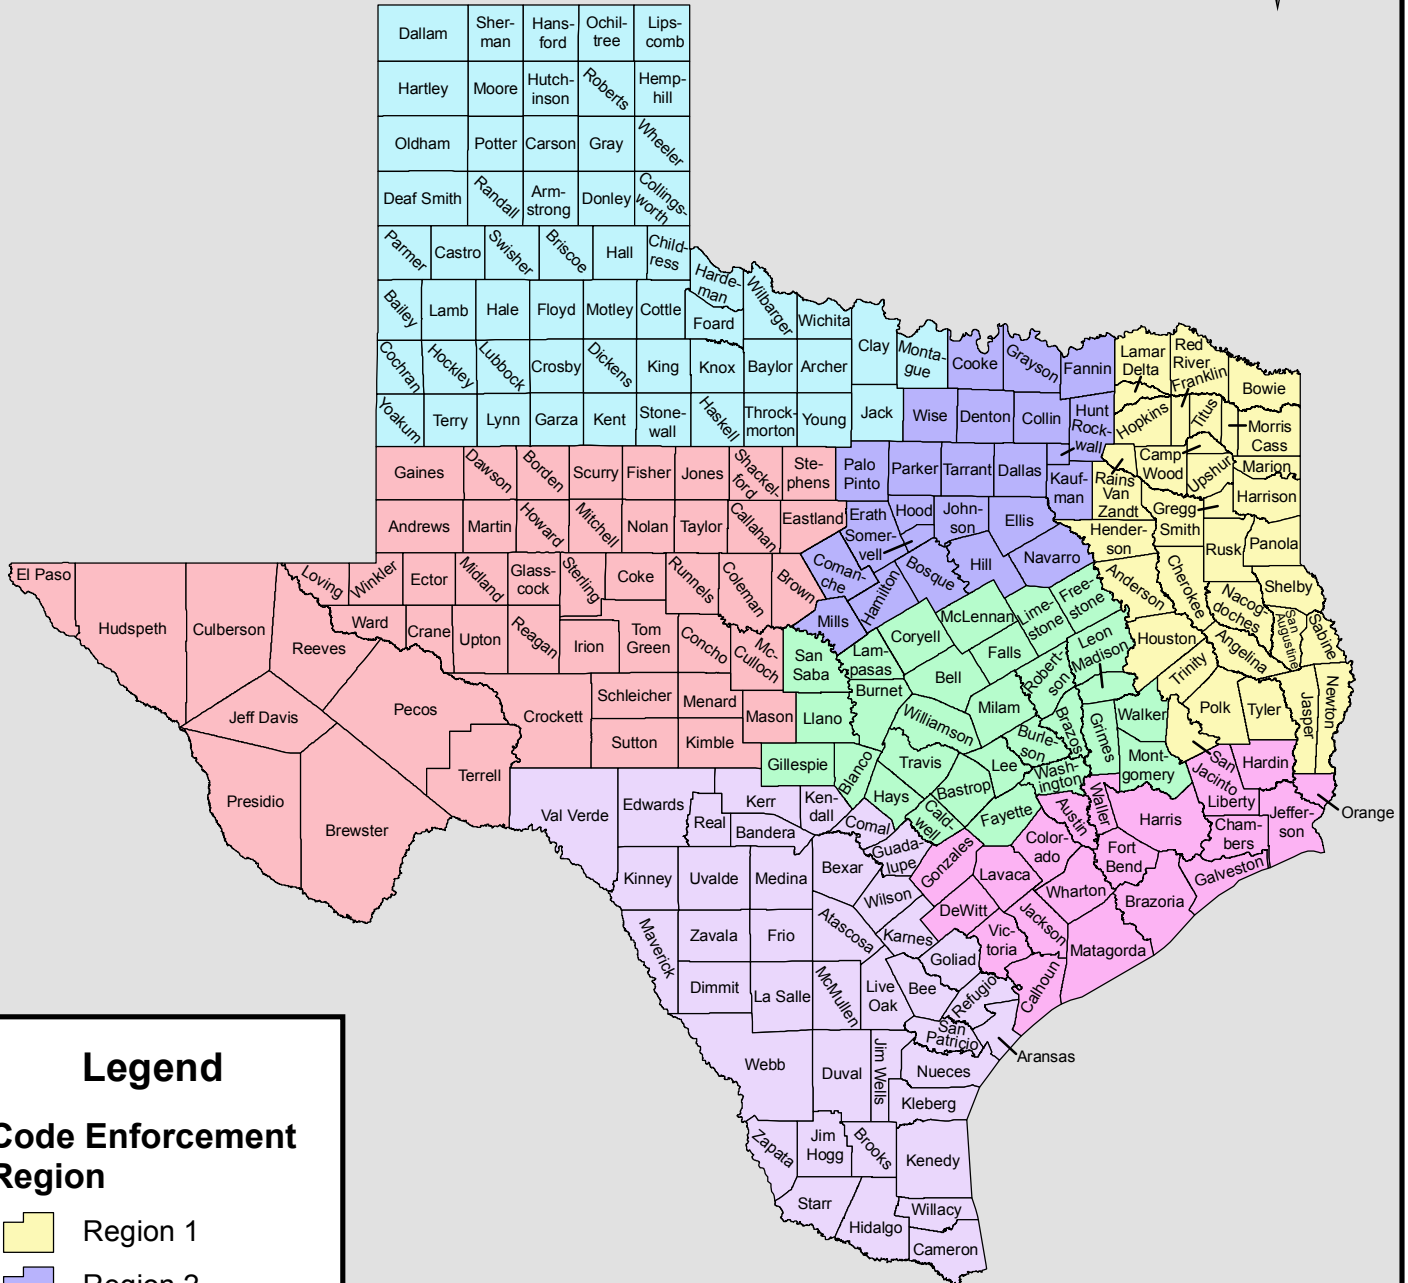 Dallam
Sher-
man
Hans-
ford
Ochil-
tree
Lips-
comb
Hartley
Moore
Hutch-
inson
Roberts
Hemp-
hill
Oldham
Potter
Carson
Gray
Wheeler
Deaf Smith
Randall
Arm-
strong
Donley
Collings-
worth
Parmer
Castro
Swisher
Briscoe
Hall
Child-
ress
Harde-
man
Bailey
Lamb
Hale
Floyd
Motley
Cottle
Foard
Wilbarger
Wichita
Clay
Monta-
gue
Cooke
Grayson
Fannin
Lamar
Delta
Red
River
Franklin
Bowie
Cochran
Hockley
Lubbock
Crosby
Dickens
King
Knox
Baylor
Archer
Yoakum
Terry
Lynn
Garza
Kent
Stone-
wall
Haskell
Throck-
morton
Young
Jack
Wise
Denton
Collin
Hunt
Rock-
wall
Hopkins
Titus
Morris
Cass
Gaines
Dawson
Borden
Scurry
Fisher
Jones
Shackel-
ford
Ste-
phens
Palo
Pinto
Parker
Tarrant
Dallas
Kauf-
man
Rains
Van
Zandt
Camp
Wood
Upshur
Marion
Harrison
Andrews
Martin
Howard
Mitchell
Nolan
Taylor
Callahan
Eastland
Erath
Somer-
vell
Hood
John-
son
Ellis
Hender-
son
Gregg
Smith
Rusk
Panola
El Paso
Hudspeth
Culberson
Reeves
Loving
Winkler
Ector
Midland
Glass-
cock
Sterling
Coke
Runnels
Coleman
Brown
Coman-
che
Hamilton
Bosque
Hill
Navarro
Anderson
Cherokee
Nacog
doches
Shelby
San
Augustine
Sabine
Ward
Crane
Upton
Reagan
Irion
Tom
Green
Concho
Mc-
Culloch
Mills
San
Saba
Lam-
pasas
Coryell
McLennan
Lime-
stone
Free-
stone
Leon
Madison
Houston
Angelina
Trinity
Jeff Davis
Pecos
Crockett
Schleicher
Menard
Mason
Llano
Burnet
Bell
Falls
Robert-
son
Milam
Brazos
Grimes
Walker
Polk
Tyler
Jasper
Newton
Sutton
Kimble
Gillespie
Blanco
Williamson
Travis
Burle-
son
Lee
Wash-
ington
Mont-
gomery
San
Jacinto
Hardin
Presidio
Brewster
Terrell
Val Verde
Edwards
Kerr
Real
Bandera
Ken-
dall
Hays
Comal
Cald-
well
Bastrop
Fayette
Austin
Waller
Harris
Liberty
Jeffer-
son
Orange
Cham-
bers
Kinney
Uvalde
Medina
Bexar
Guada-
lupe
Gonzales
Lavaca
Color-
ado
Fort
Bend
Galveston
Wharton
Brazoria
Wilson
Maverick
Zavala
Frio
Atascosa
Karnes
DeWitt
Vic-
toria
Jackson
Matagorda
Goliad
Calhoun
Dimmit
La Salle
McMullen
Live
Oak
Bee
Refugio
San
Patricio
Aransas
Webb
Duval
Jim Wells
Nueces
Kleberg
Zapata
Jim
Hogg
Brooks
Kenedy
Starr
Hidalgo
Willacy
Cameron
Legend
Code Enforcement
Region
Region 1
Region 2